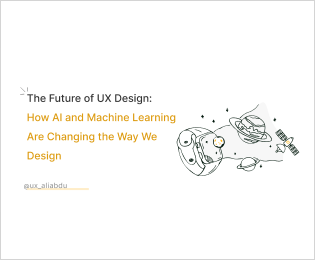 The Future of UX Design:
How AI and Machine Learning
Are Changing the Way We
Design
@ux_aliabdu